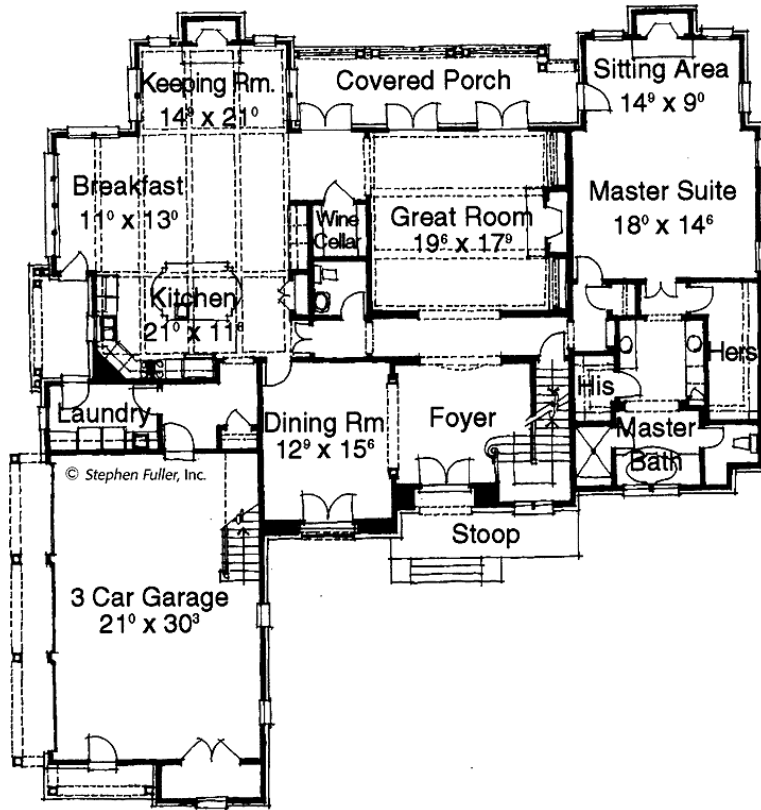 Keeping Rm.
14⁹ x 21⁰
Covered Porch
Sitting Area
14⁹ x 9⁰
Breakfast
11⁰ x 13⁰
Wine
Cellar
Great Room
19⁶ x 17⁹
Master Suite
18⁰ x 14⁶
Kitchen
21⁰ x 11⁶
Hers
His
Laundry
Dining Rm
12⁹ x 15⁶
Foyer
Master
Bath
© Stephen Fuller, Inc.
Stoop
3 Car Garage
21⁰ x 30³